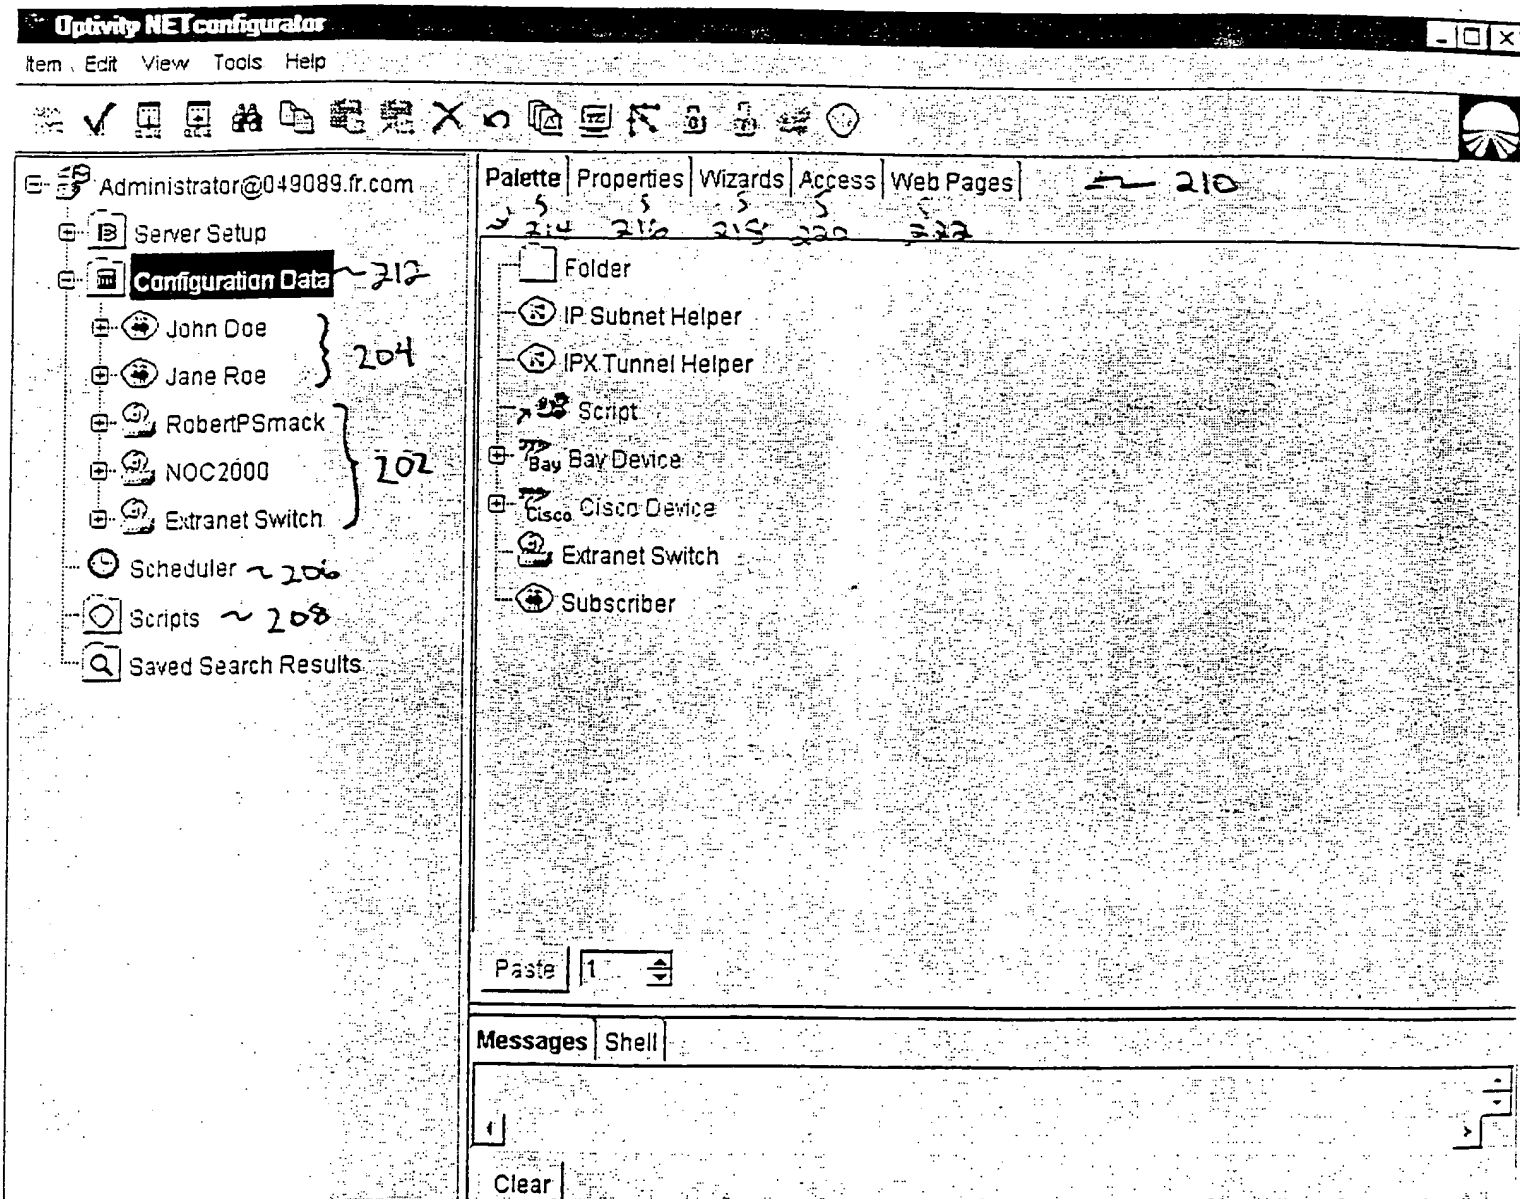 Optivity NETconfigurator
Item Edit View Tools Help
Administrator@049089.fr.com
Server Setup
Configuration Data ~ 212
John Doe
Jane Roe
204
RobertPSmack
NOC2000
Extranet Switch
202
Scheduler ~ 206
Scripts ~ 208
Saved Search Results
Palette Properties Wizards Access Web Pages 210
214 216 218 220 222
Folder
IP Subnet Helper
IPX Tunnel Helper
Script
Bay Bay Device
Cisco Cisco Device
Extranet Switch
Subscriber
Paste 1
Messages Shell
Clear